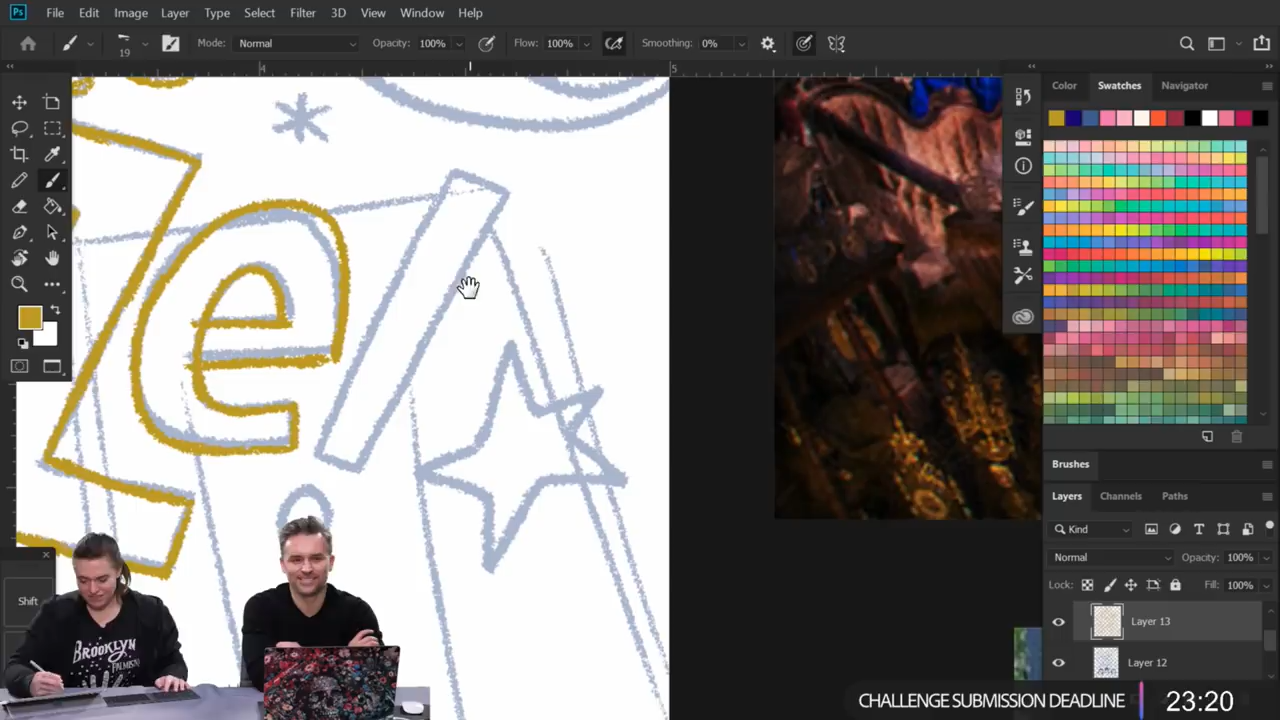 Ps File Edit Image Layer Type Select Filter 3D View Window Help
19 Mode: Normal Opacity: 100% Flow: 100% Smoothing: 0%
4 5
Color Swatches Navigator
Ze/
Brushes
Layers Channels Paths
Kind
Normal Opacity: 100%
Lock: Fill: 100%
Layer 13
Layer 12
Shift
BROOKLYN
PALMISTRY
CHALLENGE SUBMISSION DEADLINE 23:20